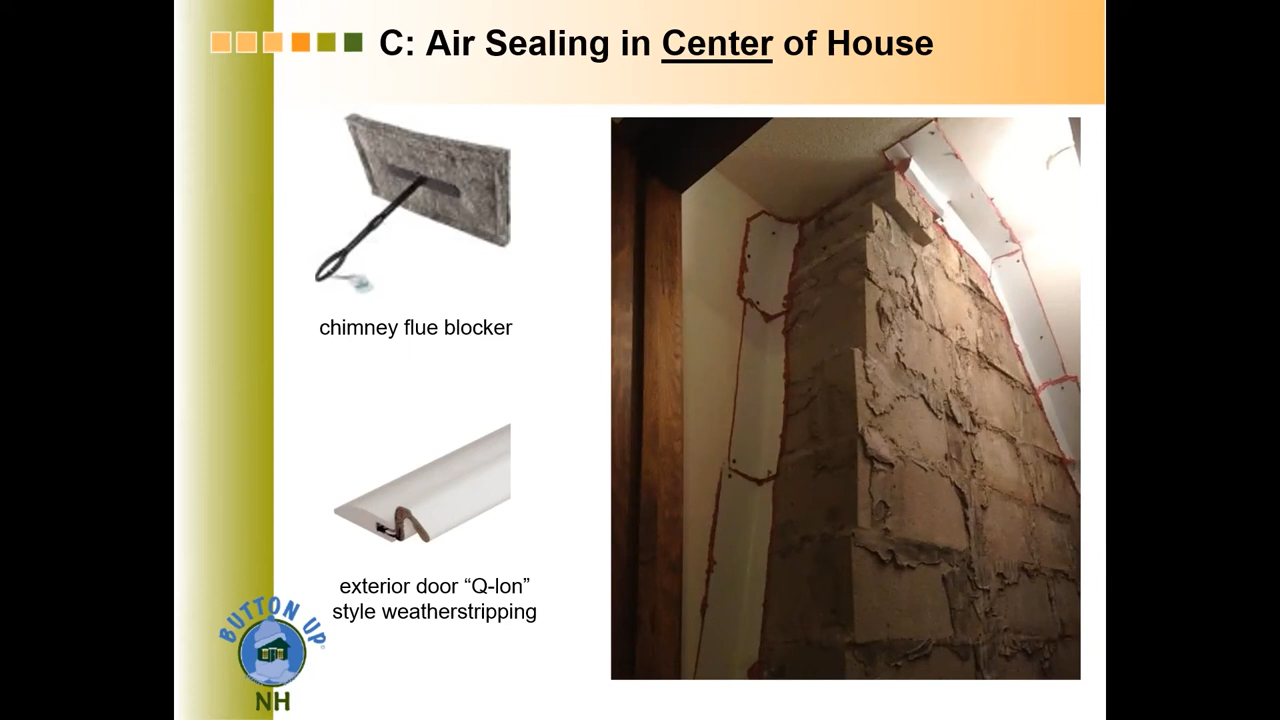 C: Air Sealing in Center of House
chimney flue blocker
exterior door “Q-lon”
style weatherstripping
BUTTON UP
NH